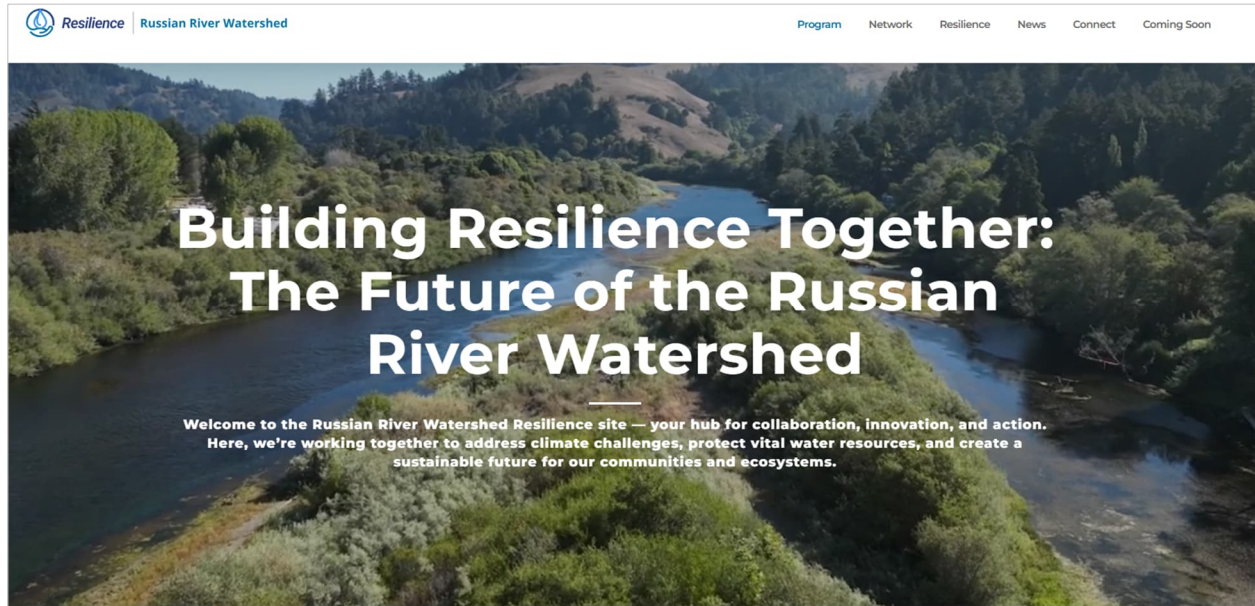 Resilience | Russian River Watershed
Program Network Resilience News Connect Coming Soon
Building Resilience Together:
The Future of the Russian
River Watershed
Welcome to the Russian River Watershed Resilience site — your hub for collaboration, innovation, and action.
Here, we’re working together to address climate challenges, protect vital water resources, and create a
sustainable future for our communities and ecosystems.